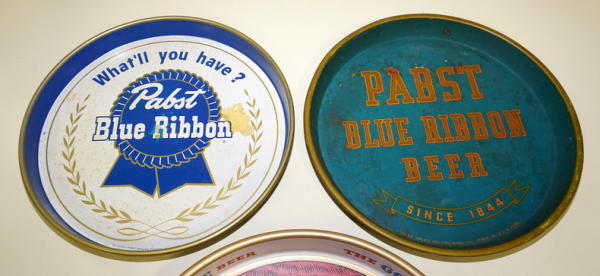 What'll you have?
Pabst
Blue Ribbon
PABST
BLUE RIBBON
BEER
SINCE 1844
BEER THE